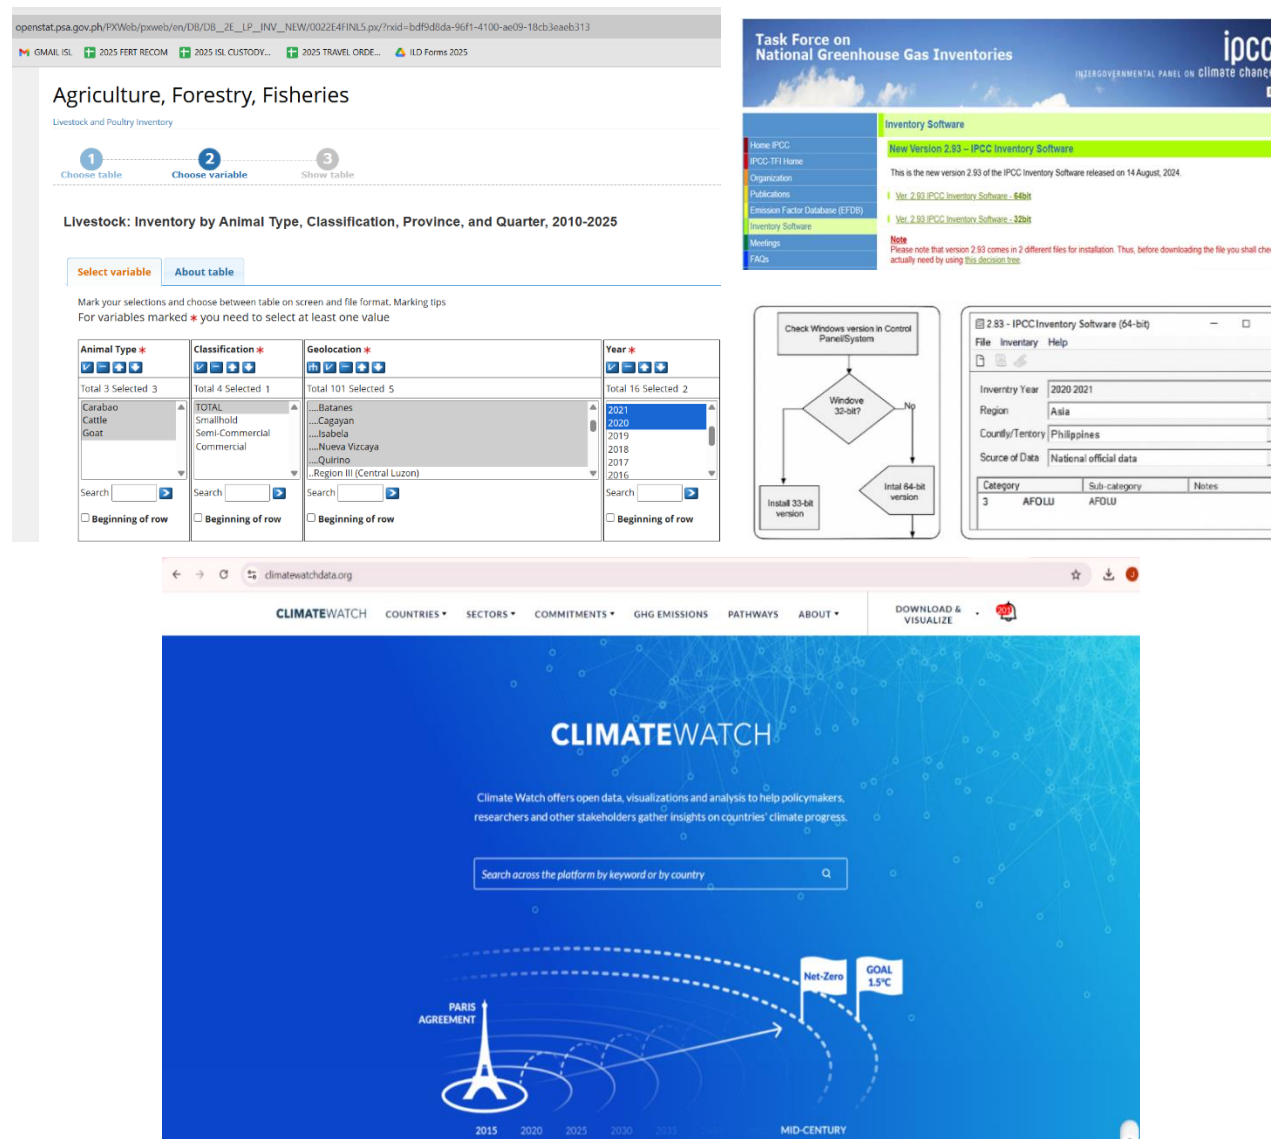 openstat.psa.gov.ph/PXWeb/pxweb/en/DB/DB__2E__LP__INV__NEW/0022E4FINL5.px/?rxid=bdf9d8da-96f1-4100-ae09-18cb3eaeb313
GMAIL ISL 2025 FERT RECOM 2025 ISL CUSTODY... 2025 TRAVEL ORDE... ILD Forms 2025
Agriculture, Forestry, Fisheries
Livestock and Poultry Inventory
1 2 3
Choose table Choose variable Show table
Livestock: Inventory by Animal Type, Classification, Province, and Quarter, 2010-2025
Select variable About table
Mark your selections and choose between table on screen and file format. Marking tips
For variables marked * you need to select at least one value
Animal Type * Classification * Geolocation * Year *
Total 3 Selected 3 Total 4 Selected 1 Total 101 Selected 5 Total 16 Selected 2
Carabao TOTAL ....Batanes 2021
Cattle Smallhold ....Cagayan 2020
Goat Semi-Commercial ....Isabela 2019
Commercial ....Nueva Vizcaya 2018
....Quirino 2017
..Region III (Central Luzon) 2016
Search Search Search Search
Beginning of row Beginning of row Beginning of row Beginning of row
Task Force on
National Greenhouse Gas Inventories
ipcc
INTERGOVERNMENTAL PANEL ON climate change
Inventory Software
Home IPCC
IPCC-TFI Home
Organization
Publications
Emission Factor Database (EFDB)
Inventory Software
Meetings
FAQs
New Version 2.93 – IPCC Inventory Software
This is the new version 2.93 of the IPCC Inventory Software released on 14 August, 2024.
Ver. 2.93 IPCC Inventory Software - 64bit
Ver. 2.93 IPCC Inventory Software - 32bit
Note
Please note that version 2.93 comes in 2 different files for installation. Thus, before downloading the file you shall che
actually need by using this decision tree.
Check Windows version in Control
Panel/System
Windove
32-bit?
No
Install 33-bit
version
Intal 64-bit
version
2.83 - IPCCInventory Software (64-bit)
File Inventary Help
Inverntry Year 2020 2021
Region Asia
Countly/Tentory Philippines
Scurce of Data National official data
Category Sub-category Notes
3 AFOLU AFOLU
climatewatchdata.org
CLIMATEWATCH COUNTRIES SECTORS COMMITMENTS GHG EMISSIONS PATHWAYS ABOUT
DOWNLOAD &
VISUALIZE
201
CLIMATEWATCH
Climate Watch offers open data, visualizations and analysis to help policymakers,
researchers and other stakeholders gather insights on countries' climate progress.
Search across the platform by keyword or by country
Net-Zero
GOAL
1.5°C
PARIS
AGREEMENT
2015 2020 2025 2030 2035 MID-CENTURY